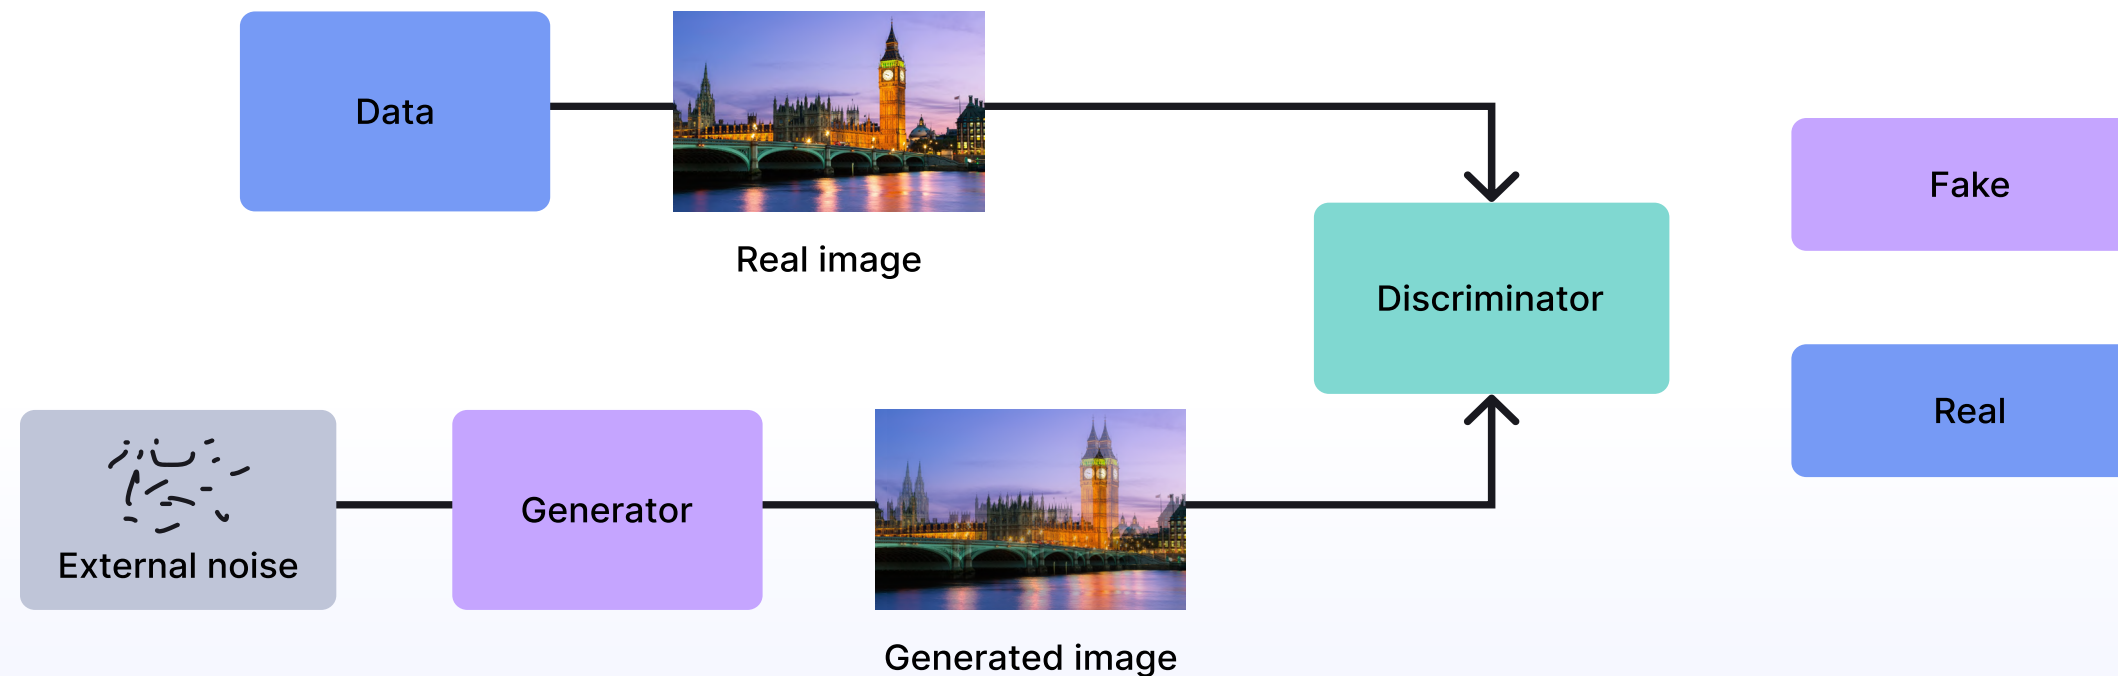 Data
Real image
Fake
Discriminator
Real
External noise
Generator
Generated image